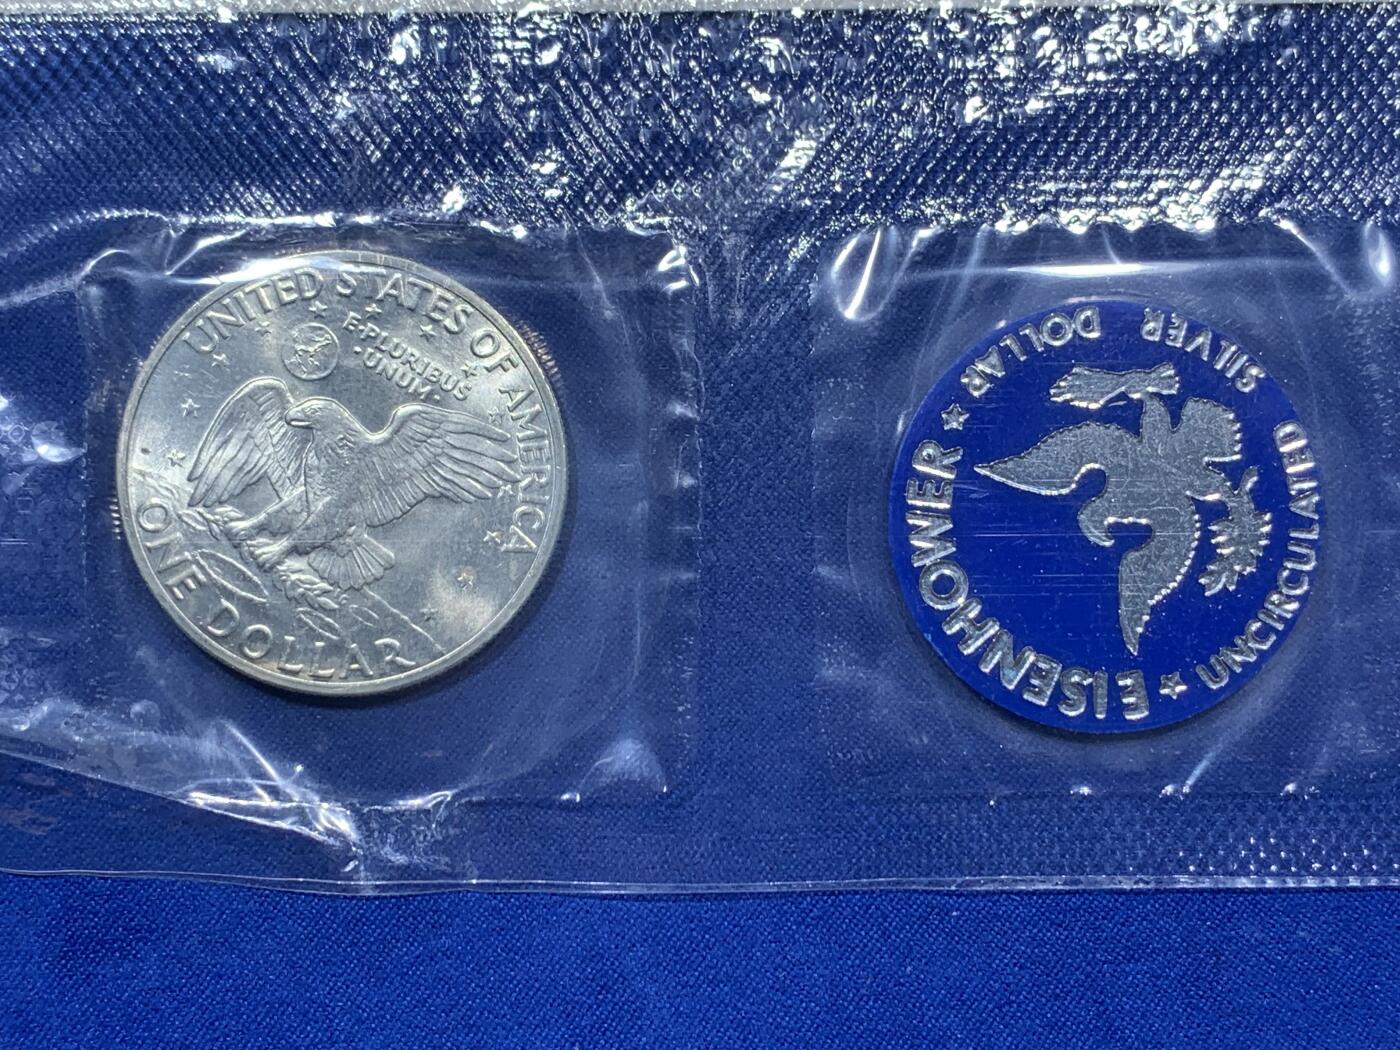 UNITED STATES OF AMERICA
E·PLURIBUS
·UNUM·
ONE DOLLAR
EISENHOWER
SILVER DOLLAR
UNCIRCULATED